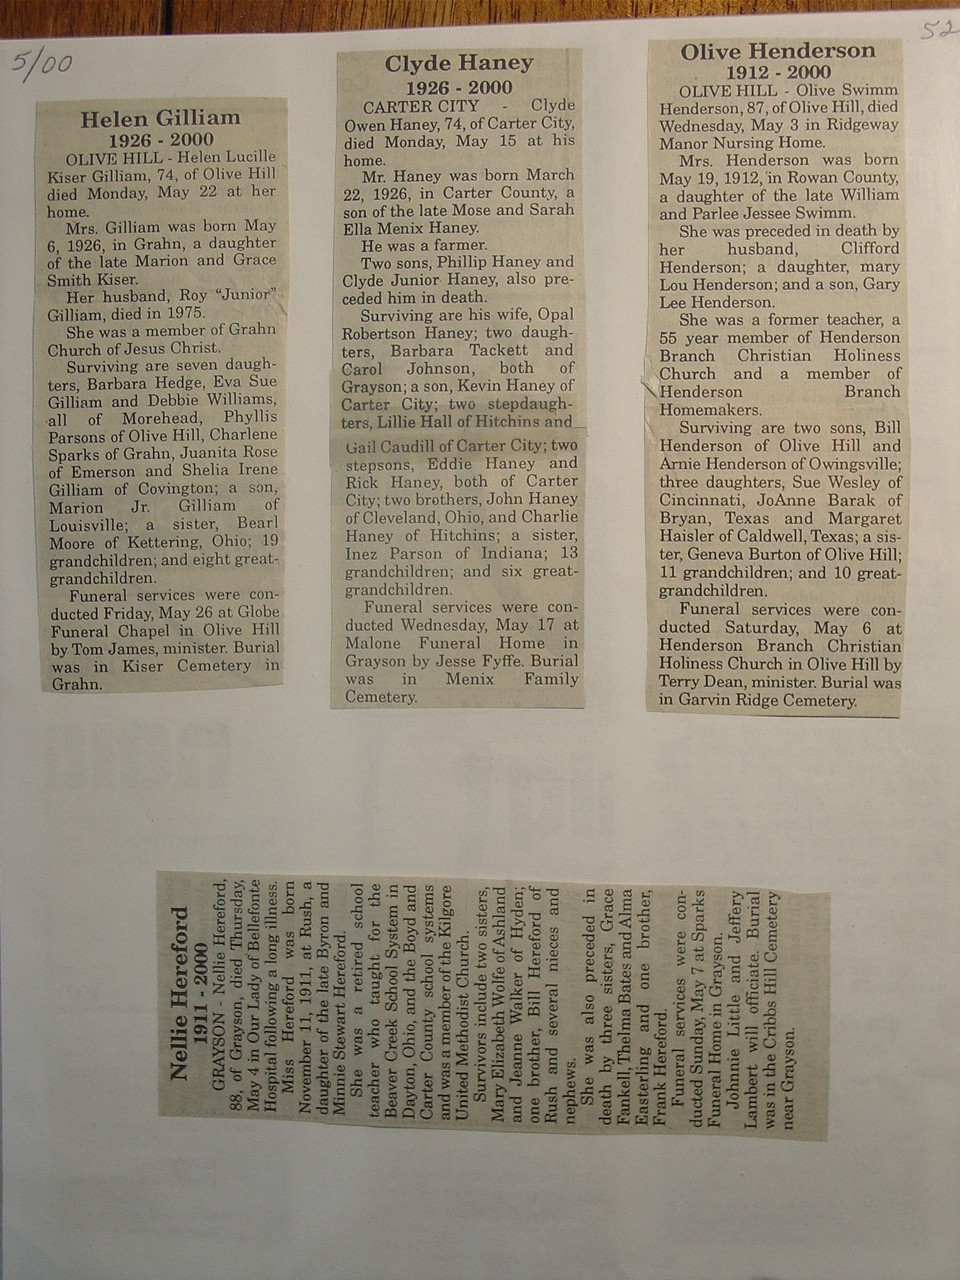 5/00
52
Helen Gilliam
1926 - 2000
OLIVE HILL - Helen Lucille
Kiser Gilliam, 74, of Olive Hill
died Monday, May 22 at her
home.
Mrs. Gilliam was born May
6, 1926, in Grahn, a daughter
of the late Marion and Grace
Smith Kiser.
Her husband, Roy “Junior”
Gilliam, died in 1975.
She was a member of Grahn
Church of Jesus Christ.
Surviving are seven daugh-
ters, Barbara Hedge, Eva Sue
Gilliam and Debbie Williams,
all of Morehead, Phyllis
Parsons of Olive Hill, Charlene
Sparks of Grahn, Juanita Rose
of Emerson and Shelia Irene
Gilliam of Covington; a son,
Marion Jr. Gilliam of
Louisville; a sister, Bearl
Moore of Kettering, Ohio; 19
grandchildren; and eight great-
grandchildren.
Funeral services were con-
ducted Friday, May 26 at Globe
Funeral Chapel in Olive Hill
by Tom James, minister. Burial
was in Kiser Cemetery in
Grahn.
Clyde Haney
1926 - 2000
CARTER CITY - Clyde
Owen Haney, 74, of Carter City,
died Monday, May 15 at his
home.
Mr. Haney was born March
22, 1926, in Carter County, a
son of the late Mose and Sarah
Ella Menix Haney.
He was a farmer.
Two sons, Phillip Haney and
Clyde Junior Haney, also pre-
ceded him in death.
Surviving are his wife, Opal
Robertson Haney; two daugh-
ters, Barbara Tackett and
Carol Johnson, both of
Grayson; a son, Kevin Haney of
Carter City; two stepdaugh-
ters, Lillie Hall of Hitchins and
Gail Caudill of Carter City; two
stepsons, Eddie Haney and
Rick Haney, both of Carter
City; two brothers, John Haney
of Cleveland, Ohio, and Charlie
Haney of Hitchins; a sister,
Inez Parson of Indiana; 13
grandchildren; and six great-
grandchildren.
Funeral services were con-
ducted Wednesday, May 17 at
Malone Funeral Home in
Grayson by Jesse Fyffe. Burial
was in Menix Family
Cemetery.
Olive Henderson
1912 - 2000
OLIVE HILL - Olive Swimm
Henderson, 87, of Olive Hill, died
Wednesday, May 3 in Ridgeway
Manor Nursing Home.
Mrs. Henderson was born
May 19, 1912, in Rowan County,
a daughter of the late William
and Parlee Jessee Swimm.
She was preceded in death by
her husband, Clifford
Henderson; a daughter, mary
Lou Henderson; and a son, Gary
Lee Henderson.
She was a former teacher, a
55 year member of Henderson
Branch Christian Holiness
Church and a member of
Henderson Branch
Homemakers.
Surviving are two sons, Bill
Henderson of Olive Hill and
Arnie Henderson of Owingsville;
three daughters, Sue Wesley of
Cincinnati, JoAnne Barak of
Bryan, Texas and Margaret
Haisler of Caldwell, Texas; a sis-
ter, Geneva Burton of Olive Hill;
11 grandchildren; and 10 great-
grandchildren.
Funeral services were con-
ducted Saturday, May 6 at
Henderson Branch Christian
Holiness Church in Olive Hill by
Terry Dean, minister. Burial was
in Garvin Ridge Cemetery.
Nellie Hereford
1911 - 2000
GRAYSON - Nellie Hereford,
88, of Grayson, died Thursday,
May 4 in Our Lady of Bellefonte
Hospital following a long illness.
Miss Hereford was born
November 11, 1911, at Rush, a
daughter of the late Byron and
Minnie Stewart Hereford.
She was a retired school
teacher who taught for the
Beaver Creek School System in
Dayton, Ohio, and the Boyd and
Carter County school systems
and was a member of the Kilgore
United Methodist Church.
Survivors include two sisters,
Mary Elizabeth Wolfe of Ashland
and Jeanne Walker of Hyden;
one brother, Bill Hereford of
Rush and several nieces and
nephews.
She was also preceded in
death by three sisters, Grace
Fankell, Thelma Bates and Alma
Easterling and one brother,
Frank Hereford.
Funeral services were con-
ducted Sunday, May 7 at Sparks
Funeral Home in Grayson.
Johnnie Little and Jeffery
Lambert will officiate. Burial
was in the Cribbs Hill Cemetery
near Grayson.